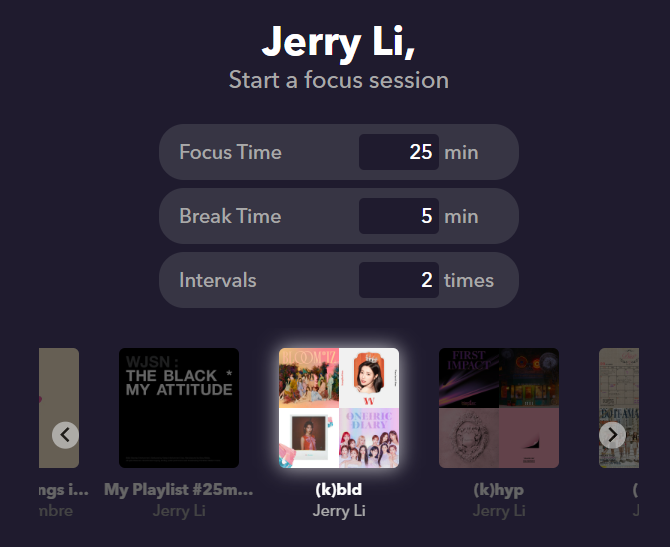 Jerry Li,
Start a focus session
Focus Time 25 min
Break Time 5 min
Intervals 2 times
BLOOM*IZ
W
ONEIRIC
DIARY
WJSN :
THE BLACK *
MY ATTITUDE
FIRST
IMPACT
ngs i... My Playlist #25m... (k)bld (k)hyp (
mbre Jerry Li Jerry Li Jerry Li J